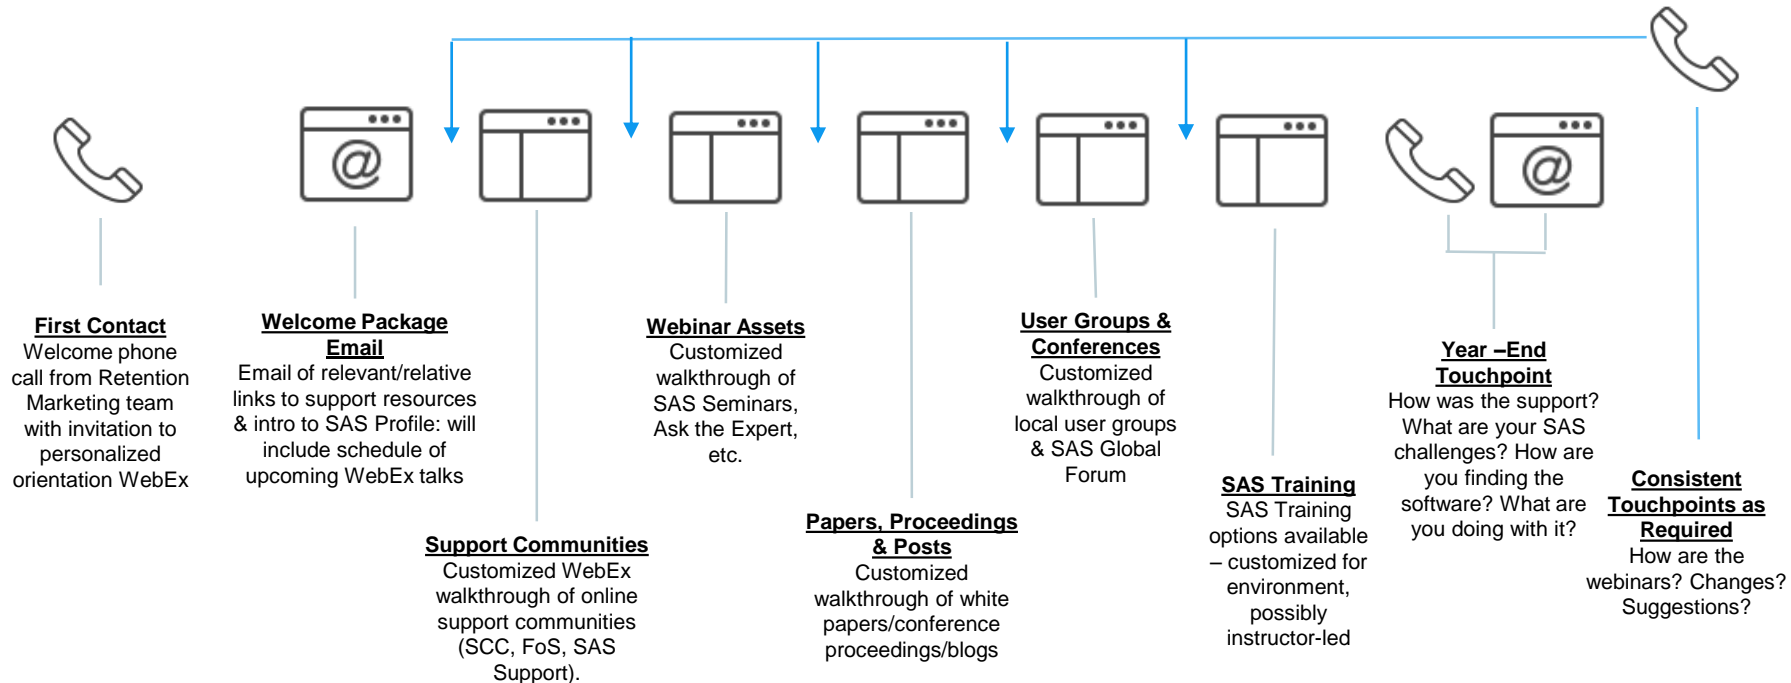 First Contact
Welcome phone
call from Retention
Marketing team
with invitation to
personalized
orientation WebEx
Welcome Package
Email
Email of relevant/relative
links to support resources
& intro to SAS Profile: will
include schedule of
upcoming WebEx talks
Support Communities
Customized WebEx
walkthrough of online
support communities
(SCC, FoS, SAS
Support).
Webinar Assets
Customized
walkthrough of
SAS Seminars,
Ask the Expert,
etc.
Papers, Proceedings
& Posts
Customized
walkthrough of white
papers/conference
proceedings/blogs
User Groups &
Conferences
Customized
walkthrough of
local user groups
& SAS Global
Forum
SAS Training
SAS Training
options available
– customized for
environment,
possibly
instructor-led
Year –End
Touchpoint
How was the support?
What are your SAS
challenges? How are
you finding the
software? What are
you doing with it?
Consistent
Touchpoints as
Required
How are the
webinars? Changes?
Suggestions?